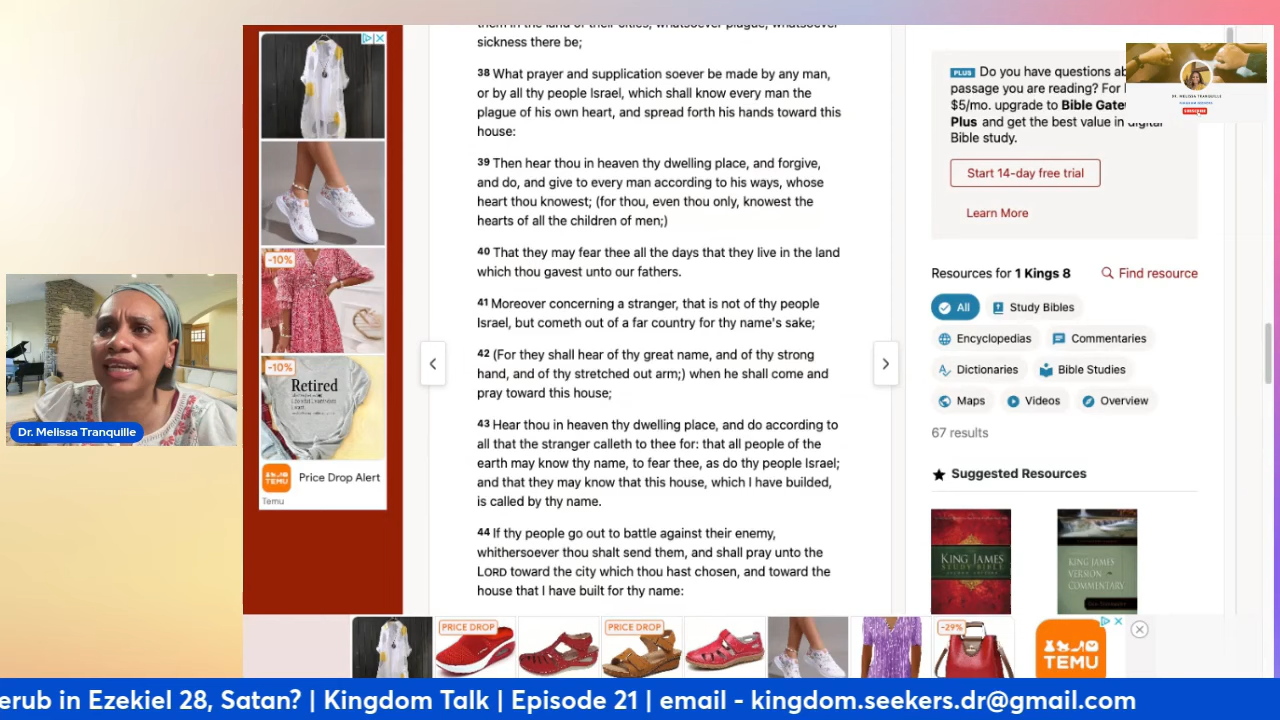 them in the land of their cities; whatsoever plague, whatsoever
sickness there be;
38 What prayer and supplication soever be made by any man,
or by all thy people Israel, which shall know every man the
plague of his own heart, and spread forth his hands toward this
house:
39 Then hear thou in heaven thy dwelling place, and forgive,
and do, and give to every man according to his ways, whose
heart thou knowest; (for thou, even thou only, knowest the
hearts of all the children of men;)
40 That they may fear thee all the days that they live in the land
which thou gavest unto our fathers.
41 Moreover concerning a stranger, that is not of thy people
Israel, but cometh out of a far country for thy name's sake;
42 (For they shall hear of thy great name, and of thy strong
hand, and of thy stretched out arm;) when he shall come and
pray toward this house;
43 Hear thou in heaven thy dwelling place, and do according to
all that the stranger calleth to thee for: that all people of the
earth may know thy name, to fear thee, as do thy people Israel;
and that they may know that this house, which I have builded,
is called by thy name.
44 If thy people go out to battle against their enemy,
whithersoever thou shalt send them, and shall pray unto the
LORD toward the city which thou hast chosen, and toward the
house that I have built for thy name:
PLUS Do you have questions ab
passage you are reading? For l
$5/mo. upgrade to Bible Gate
Plus and get the best value in digital
Bible study.
Start 14-day free trial
Learn More
DR. MELISSA TRANQUILLE
KINGDOM SEEKERS
SUBSCRIBE
Resources for 1 Kings 8
Find resource
All
Study Bibles
Encyclopedias
Commentaries
Dictionaries
Bible Studies
Maps
Videos
Overview
67 results
Suggested Resources
KING JAMES
STUDY BIBLE
KING JAMES
VERSION
COMMENTARY
-10%
-10%
Retired
TEMU
Price Drop Alert
Temu
Dr. Melissa Tranquille
PRICE DROP
PRICE DROP
-29%
TEMU
erub in Ezekiel 28, Satan? | Kingdom Talk | Episode 21 | email - kingdom.seekers.dr@gmail.com